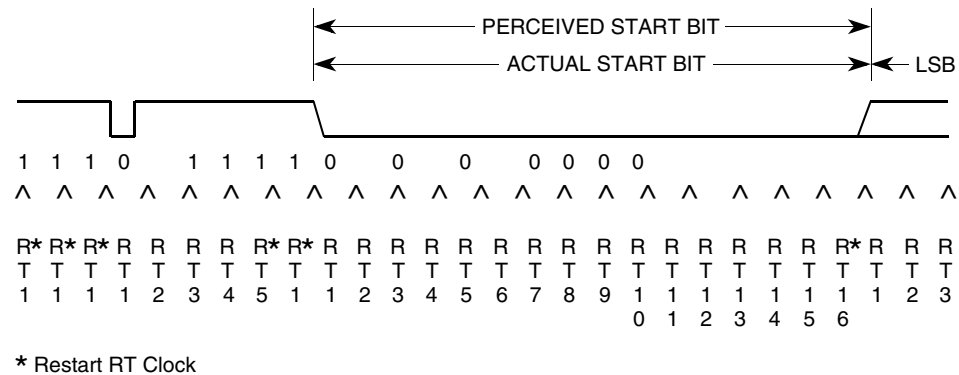 PERCEIVED START BIT
ACTUAL START BIT
LSB
1 1 1 0 1 1 1 1 0 0 0 0 0 0 0
^ ^ ^ ^ ^ ^ ^ ^ ^ ^ ^ ^ ^ ^ ^ ^ ^ ^ ^ ^ ^ ^ ^
R* R* R* R R R R R* R* R R R R R R R R R R R R R R R R* R R R
T T T T T T T T T T T T T T T T T T T T T T T T T T T T
1 1 1 1 2 3 4 5 1 1 2 3 4 5 6 7 8 9 1 1 1 1 1 1 1 1 2 3
0 1 2 3 4 5 6
* Restart RT Clock